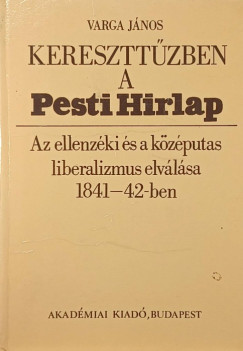 VARGA JÁNOS
KERESZTTŰZBEN
A
Pesti Hirlap
Az ellenzéki és a középutas
liberalizmus elválása
1841—42-ben
AKADÉMIAI KIADÓ, BUDAPEST